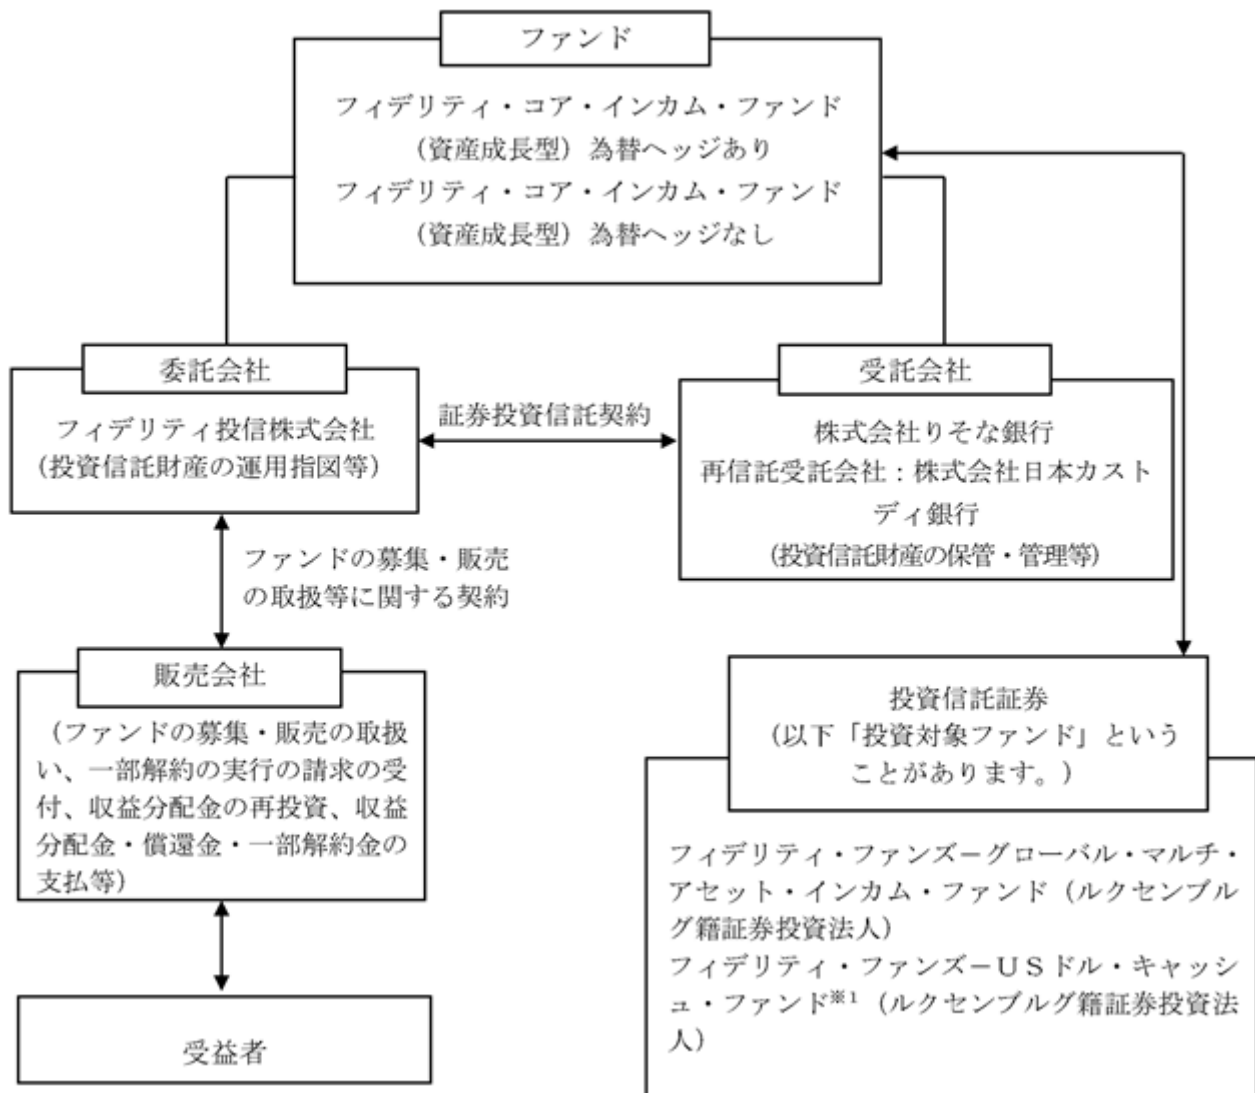 ファンド
フィデリティ・コア・インカム・ファンド
（資産成長型）為替ヘッジあり
フィデリティ・コア・インカム・ファンド
（資産成長型）為替ヘッジなし
委託会社
フィデリティ投信株式会社
（投資信託財産の運用指図等）
証券投資信託契約
受託会社
株式会社りそな銀行
再信託受託会社：株式会社日本カスト
ディ銀行
（投資信託財産の保管・管理等）
ファンドの募集・販売
の取扱等に関する契約
販売会社
（ファンドの募集・販売の取扱
い、一部解約の実行の請求の受
付、収益分配金の再投資、収益
分配金・償還金・一部解約金の
支払等）
受益者
投資信託証券
（以下「投資対象ファンド」という
ことがあります。）
フィデリティ・ファンズ－グローバル・マルチ・
アセット・インカム・ファンド（ルクセンブル
グ籍証券投資法人）
フィデリティ・ファンズ－ＵＳドル・キャッシ
ュ・ファンド※１（ルクセンブルグ籍証券投資法
人）